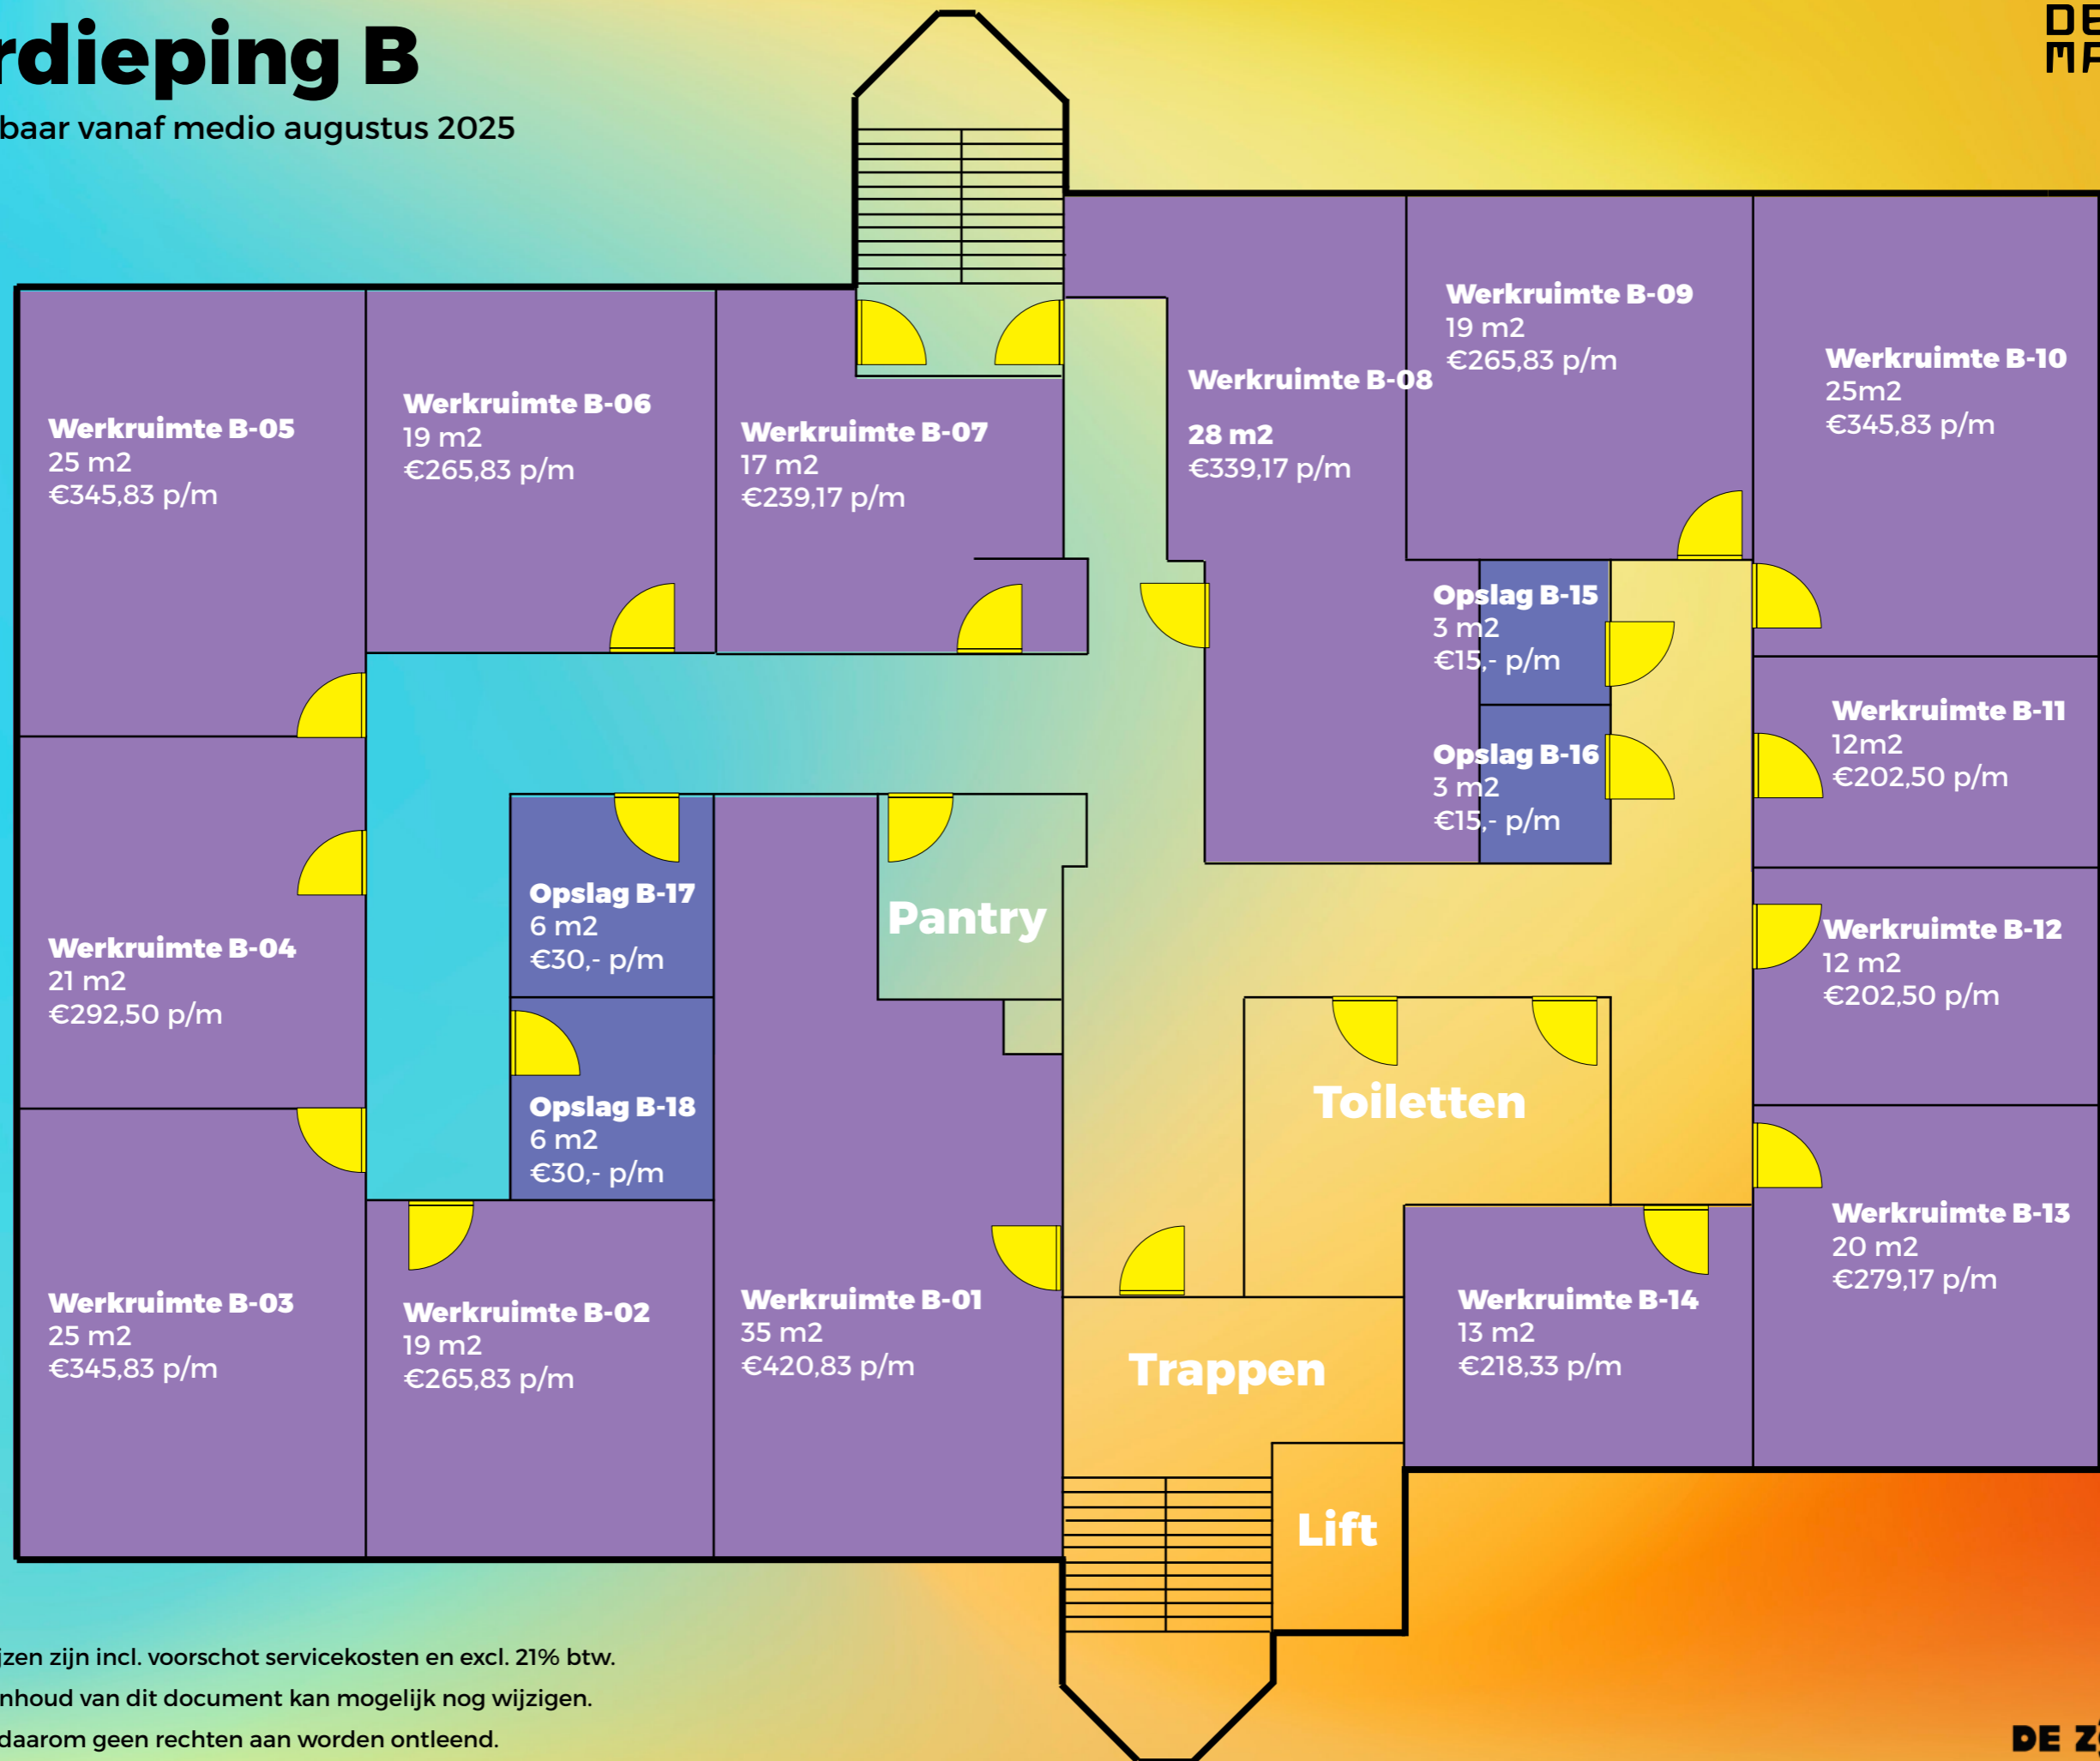 rdieping B
baar vanaf medio augustus 2025
DE
MA
Werkruimte B-05
25 m2
€345,83 p/m
Werkruimte B-06
19 m2
€265,83 p/m
Werkruimte B-07
17 m2
€239,17 p/m
Werkruimte B-08
28 m2
€339,17 p/m
Werkruimte B-09
19 m2
€265,83 p/m
Werkruimte B-10
25m2
€345,83 p/m
Opslag B-15
3 m2
€15,- p/m
Opslag B-16
3 m2
€15,- p/m
Werkruimte B-11
12m2
€202,50 p/m
Werkruimte B-12
12 m2
€202,50 p/m
Werkruimte B-04
21 m2
€292,50 p/m
Opslag B-17
6 m2
€30,- p/m
Pantry
Opslag B-18
6 m2
€30,- p/m
Toiletten
Werkruimte B-03
25 m2
€345,83 p/m
Werkruimte B-02
19 m2
€265,83 p/m
Werkruimte B-01
35 m2
€420,83 p/m
Trappen
Lift
Werkruimte B-14
13 m2
€218,33 p/m
Werkruimte B-13
20 m2
€279,17 p/m
jzen zijn incl. voorschot servicekosten en excl. 21% btw.
nhoud van dit document kan mogelijk nog wijzigen.
daarom geen rechten aan worden ontleend.
DE Z